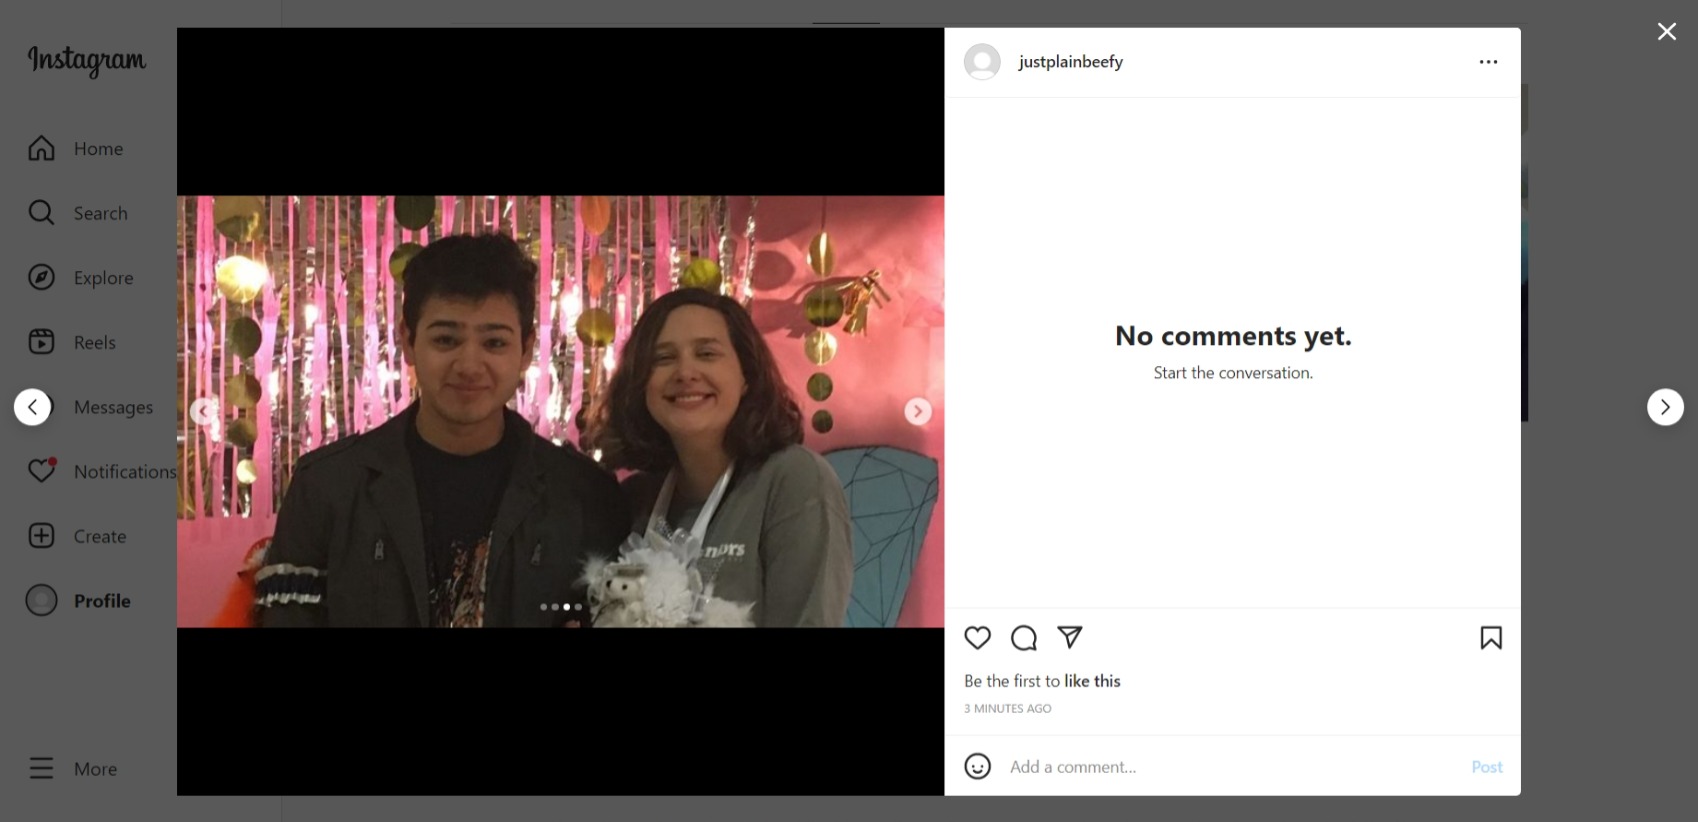 Instagram
Home
Search
Explore
Reels
Messages
Notifications
Create
Profile
More
justplainbeefy
No comments yet.
Start the conversation.
Be the first to like this
3 MINUTES AGO
Add a comment...
Post